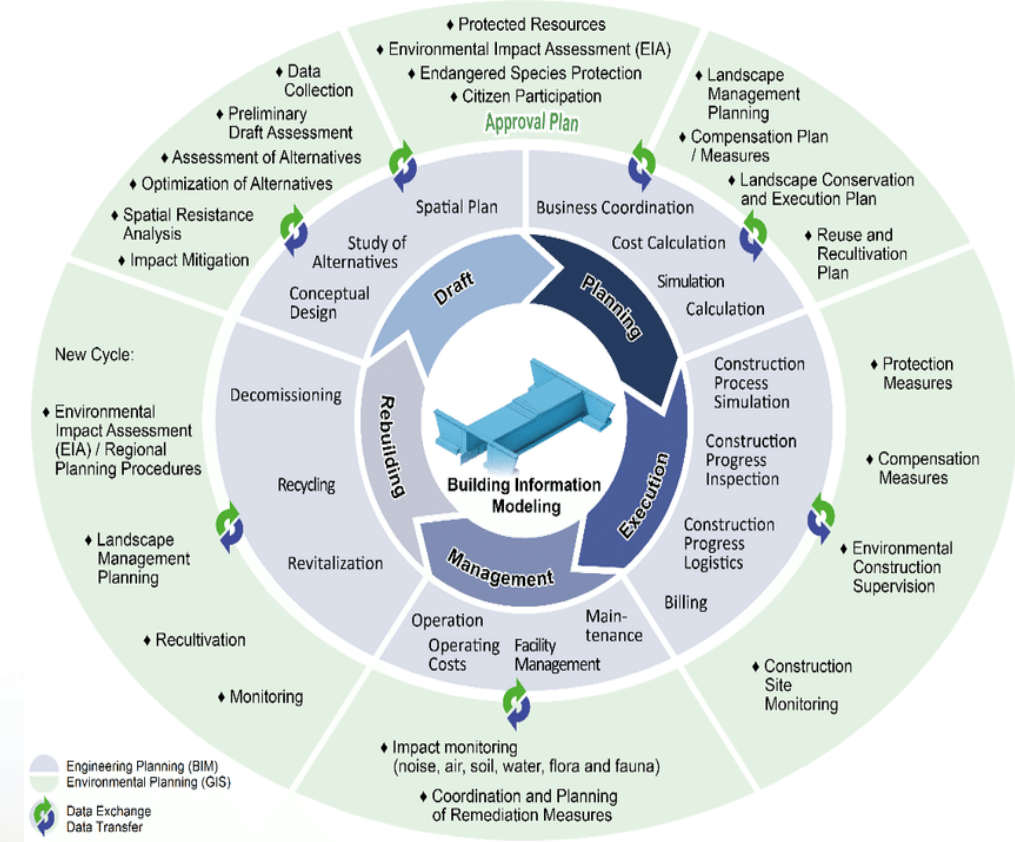 ◆ Protected Resources
◆ Environmental Impact Assessment (EIA)
◆ Endangered Species Protection
◆ Citizen Participation
Approval Plan
◆ Data
Collection
◆ Preliminary
Draft Assessment
◆ Assessment of Alternatives
◆ Optimization of Alternatives
◆ Spatial Resistance
Analysis
◆ Impact Mitigation
◆ Landscape
Management
Planning
◆ Compensation Plan
/ Measures
◆ Landscape Conservation
and Execution Plan
◆ Reuse and
Recultivation
Plan
Spatial Plan
Study of
Alternatives
Conceptual
Design
Business Coordination
Cost Calculation
Simulation
Calculation
Draft
Planning
Execution
Management
Rebuilding
Building Information
Modeling
New Cycle:
◆ Environmental
Impact Assessment
(EIA) / Regional
Planning Procedures
◆ Landscape
Management
Planning
◆ Recultivation
◆ Monitoring
Decomissioning
Recycling
Revitalization
Construction
Process
Simulation
Construction
Progress
Inspection
Construction
Progress
Logistics
Billing
◆ Protection
Measures
◆ Compensation
Measures
◆ Environmental
Construction
Supervision
◆ Construction
Site
Monitoring
Operation
Operating
Costs
Facility
Management
Main-
tenance
◆ Impact monitoring
(noise, air, soil, water, flora and fauna)
◆ Coordination and Planning
of Remediation Measures
Engineering Planning (BIM)
Environmental Planning (GIS)
Data Exchange
Data Transfer